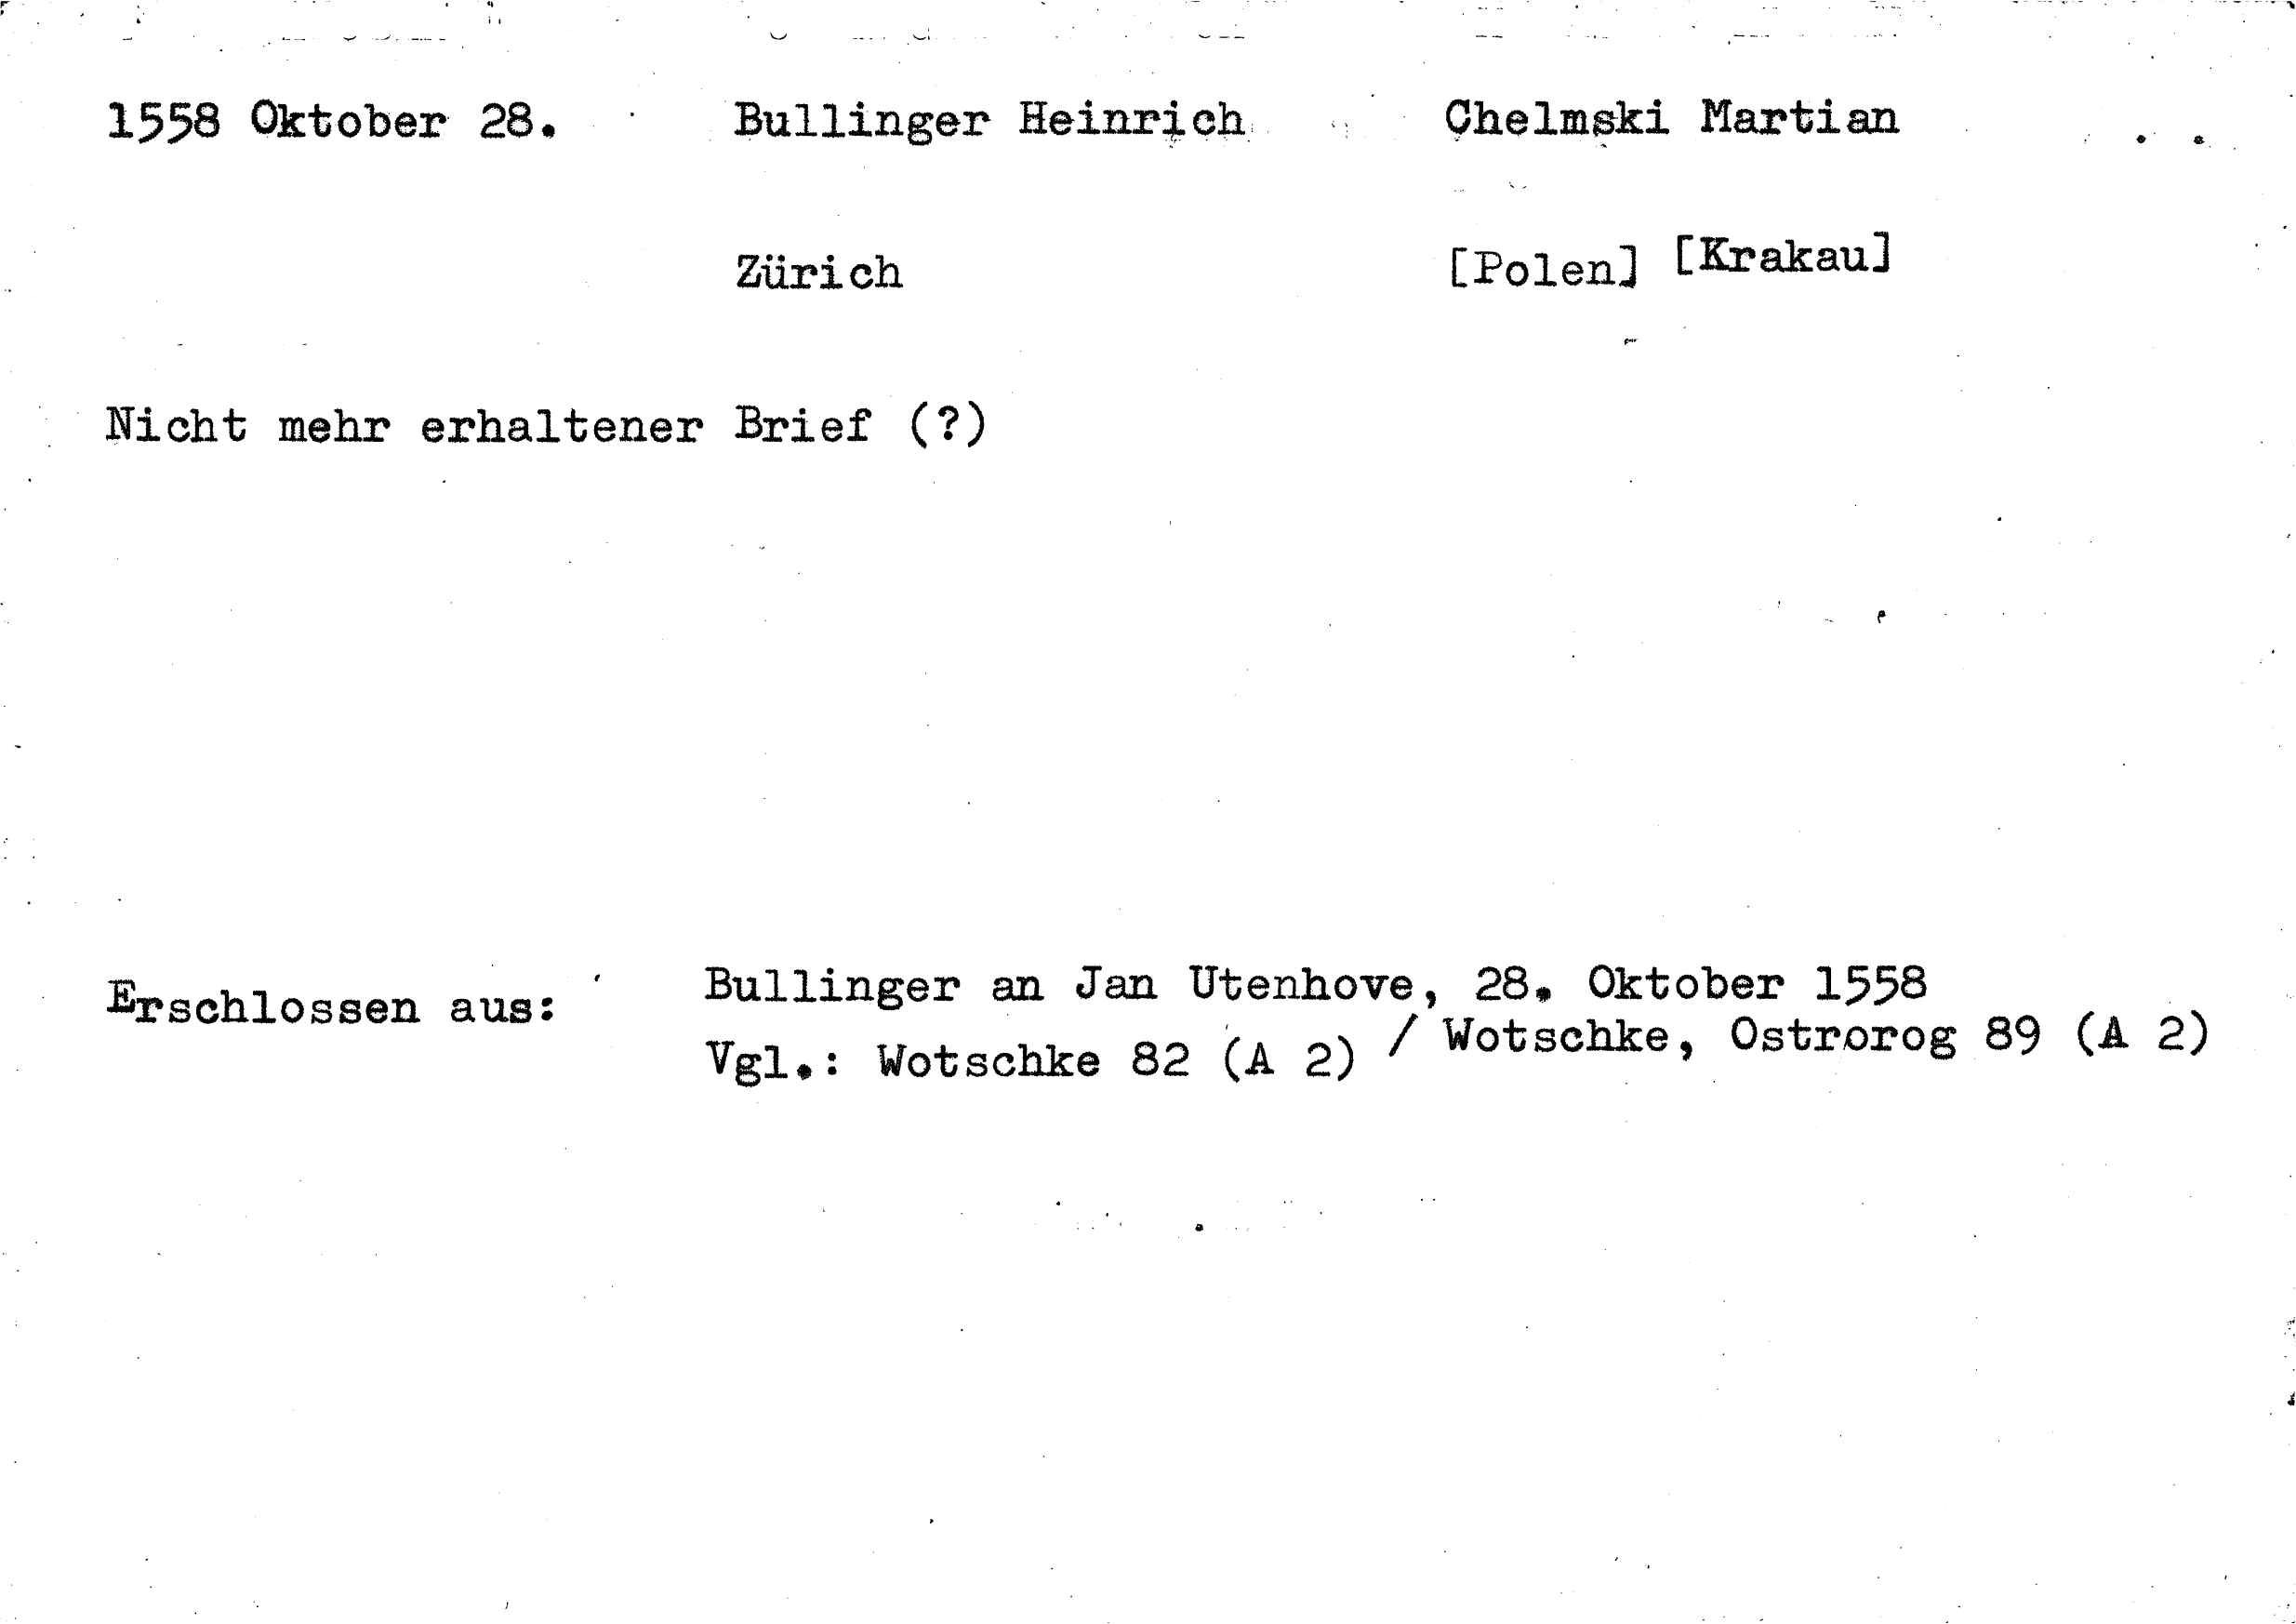 1558 Oktober 28. Bullinger Heinrich Chelmski Martian
Zürich [Polen] [Krakau]
Nicht mehr erhaltener Brief (?)
Erschlossen aus: Bullinger an Jan Utenhove, 28. Oktober 1558
Vgl.: Wotschke 82 (A 2) / Wotschke, Ostrorog 89 (A 2)